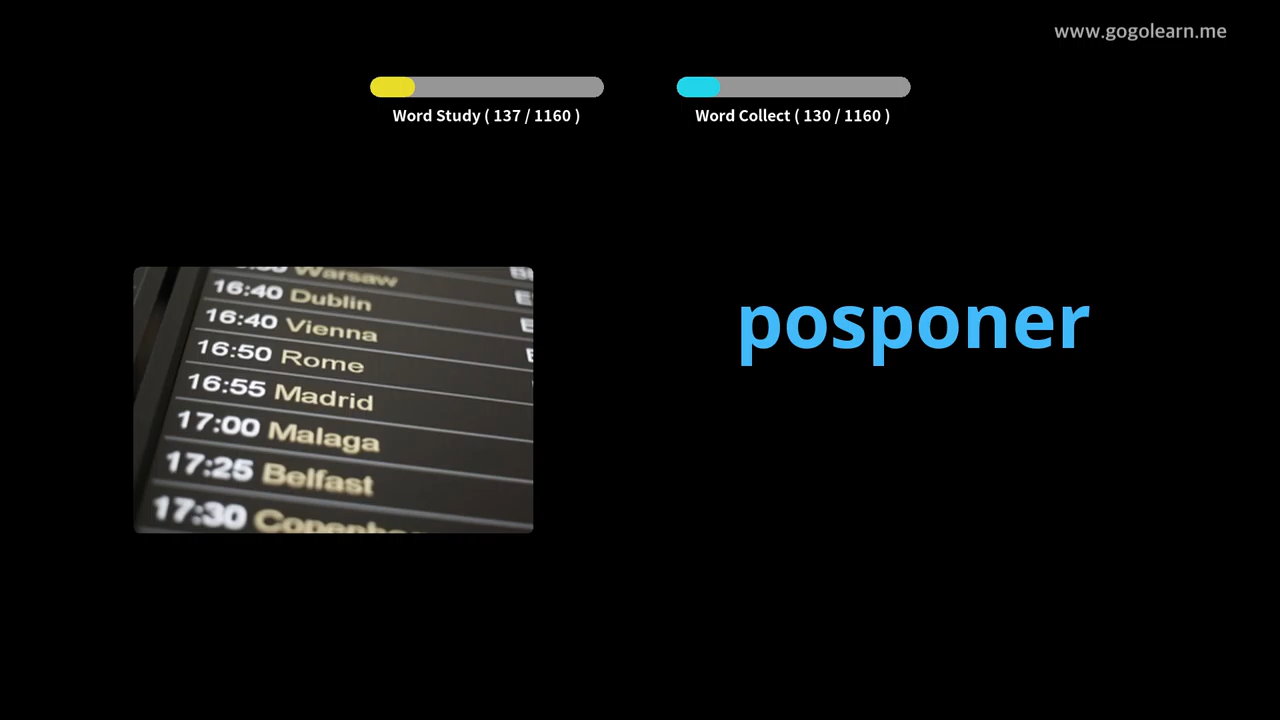 www.gogolearn.me
Word Study ( 137 / 1160 )
Word Collect ( 130 / 1160 )
Warsaw
16:40 Dublin
16:40 Vienna
16:50 Rome
16:55 Madrid
17:00 Malaga
17:25 Belfast
17:30
posponer